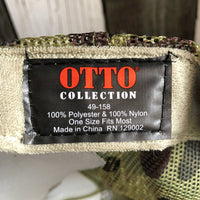 OTTO
COLLECTION
49-158
100% Polyester & 100% Nylon
One Size Fits Most
Made in China RN 129002